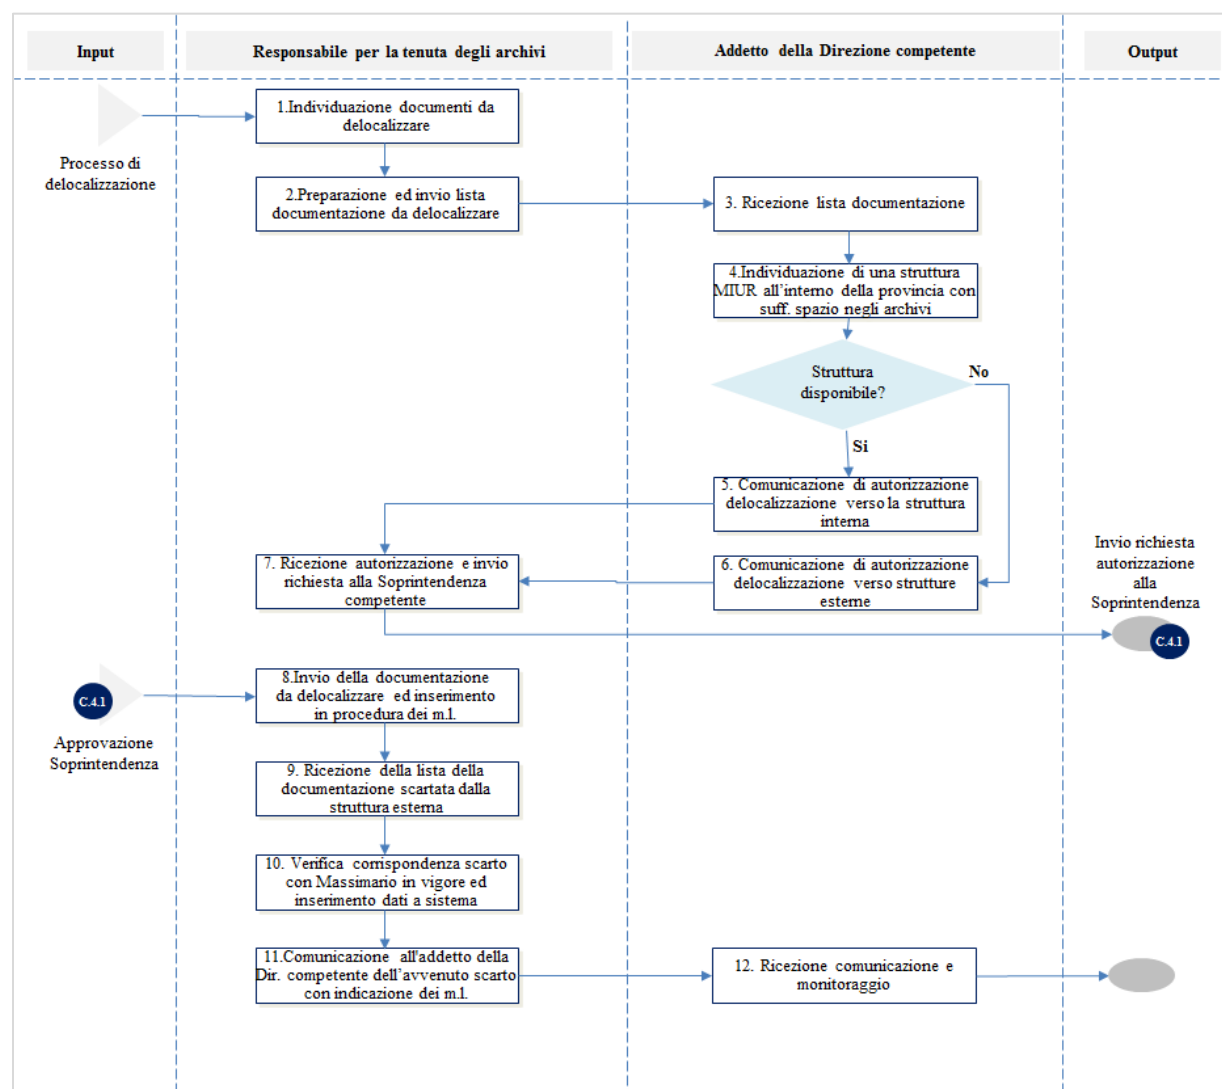 Input
Responsabile per la tenuta degli archivi
Addetto della Direzione competente
Output
1.Individuazione documenti da
delocalizzare
Processo di
delocalizzazione
2.Preparazione ed invio lista
documentazione da delocalizzare
3. Ricezione lista documentazione
4.Individuazione di una struttura
MIUR all'interno della provincia con
suff. spazio negli archivi
Struttura
disponibile?
No
Si
5. Comunicazione di autorizzazione
delocalizzazione verso la struttura
interna
7. Ricezione autorizzazione e invio
richiesta alla Soprintendenza
competente
6. Comunicazione di autorizzazione
delocalizzazione verso strutture
esterne
Invio richiesta
autorizzazione
alla
Soprintendenza
C.4.1
C.4.1
Approvazione
Soprintendenza
8.Invio della documentazione
da delocalizzare ed inserimento
in procedura dei m.l.
9. Ricezione della lista della
documentazione scartata dalla
struttura esterna
10. Verifica corrispondenza scarto
con Massimario in vigore ed
inserimento dati a sistema
11.Comunicazione all'addetto della
Dir. competente dell'avvenuto scarto
con indicazione dei m.l.
12. Ricezione comunicazione e
monitoraggio